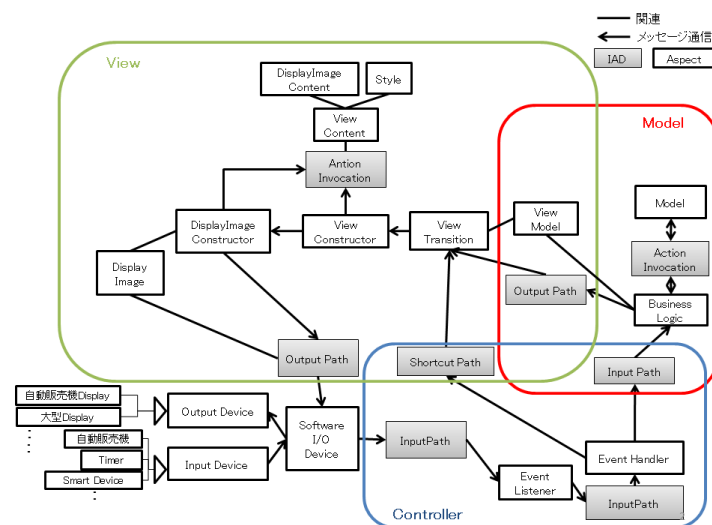 関連
メッセージ通信
IAD
Aspect
View
DisplayImage
Content
Style
View
Content
Model
Antion
Invocation
Model
DisplayImage
Constructor
View
Constructor
View
Transition
View
Model
Action
Invocation
Display
Image
Output Path
Business
Logic
Output Path
Shortcut Path
Input Path
自動販売機Display
大型Display
Output Device
自動販売機
Timer
Smart Device
Input Device
Software
I/O
Device
InputPath
Event Handler
Event
Listener
InputPath
Controller